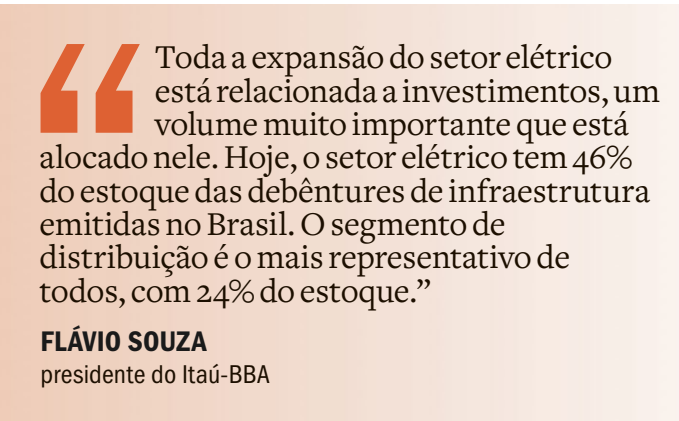 “Toda a expansão do setor elétrico
está relacionada a investimentos, um
volume muito importante que está
alocado nele. Hoje, o setor elétrico tem 46%
do estoque das debêntures de infraestrutura
emitidas no Brasil. O segmento de
distribuição é o mais representativo de
todos, com 24% do estoque.”
FLÁVIO SOUZA
presidente do Itaú-BBA